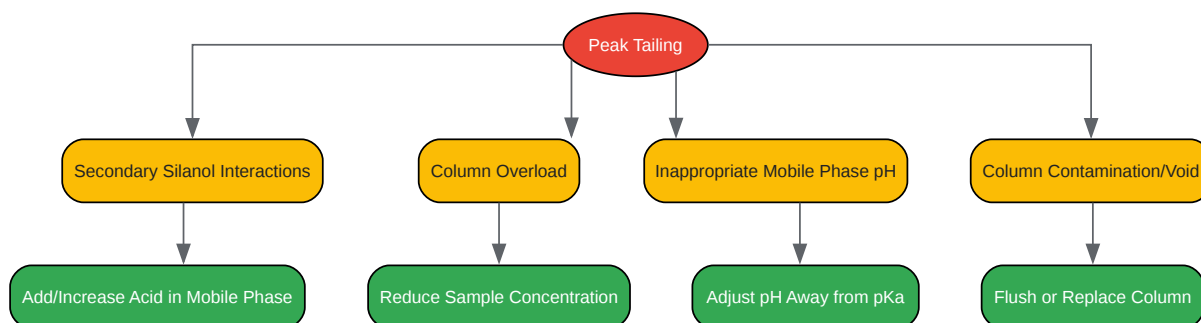 Peak Tailing
Secondary Silanol Interactions
Column Overload
Inappropriate Mobile Phase pH
Column Contamination/Void
Add/Increase Acid in Mobile Phase
Reduce Sample Concentration
Adjust pH Away from pKa
Flush or Replace Column